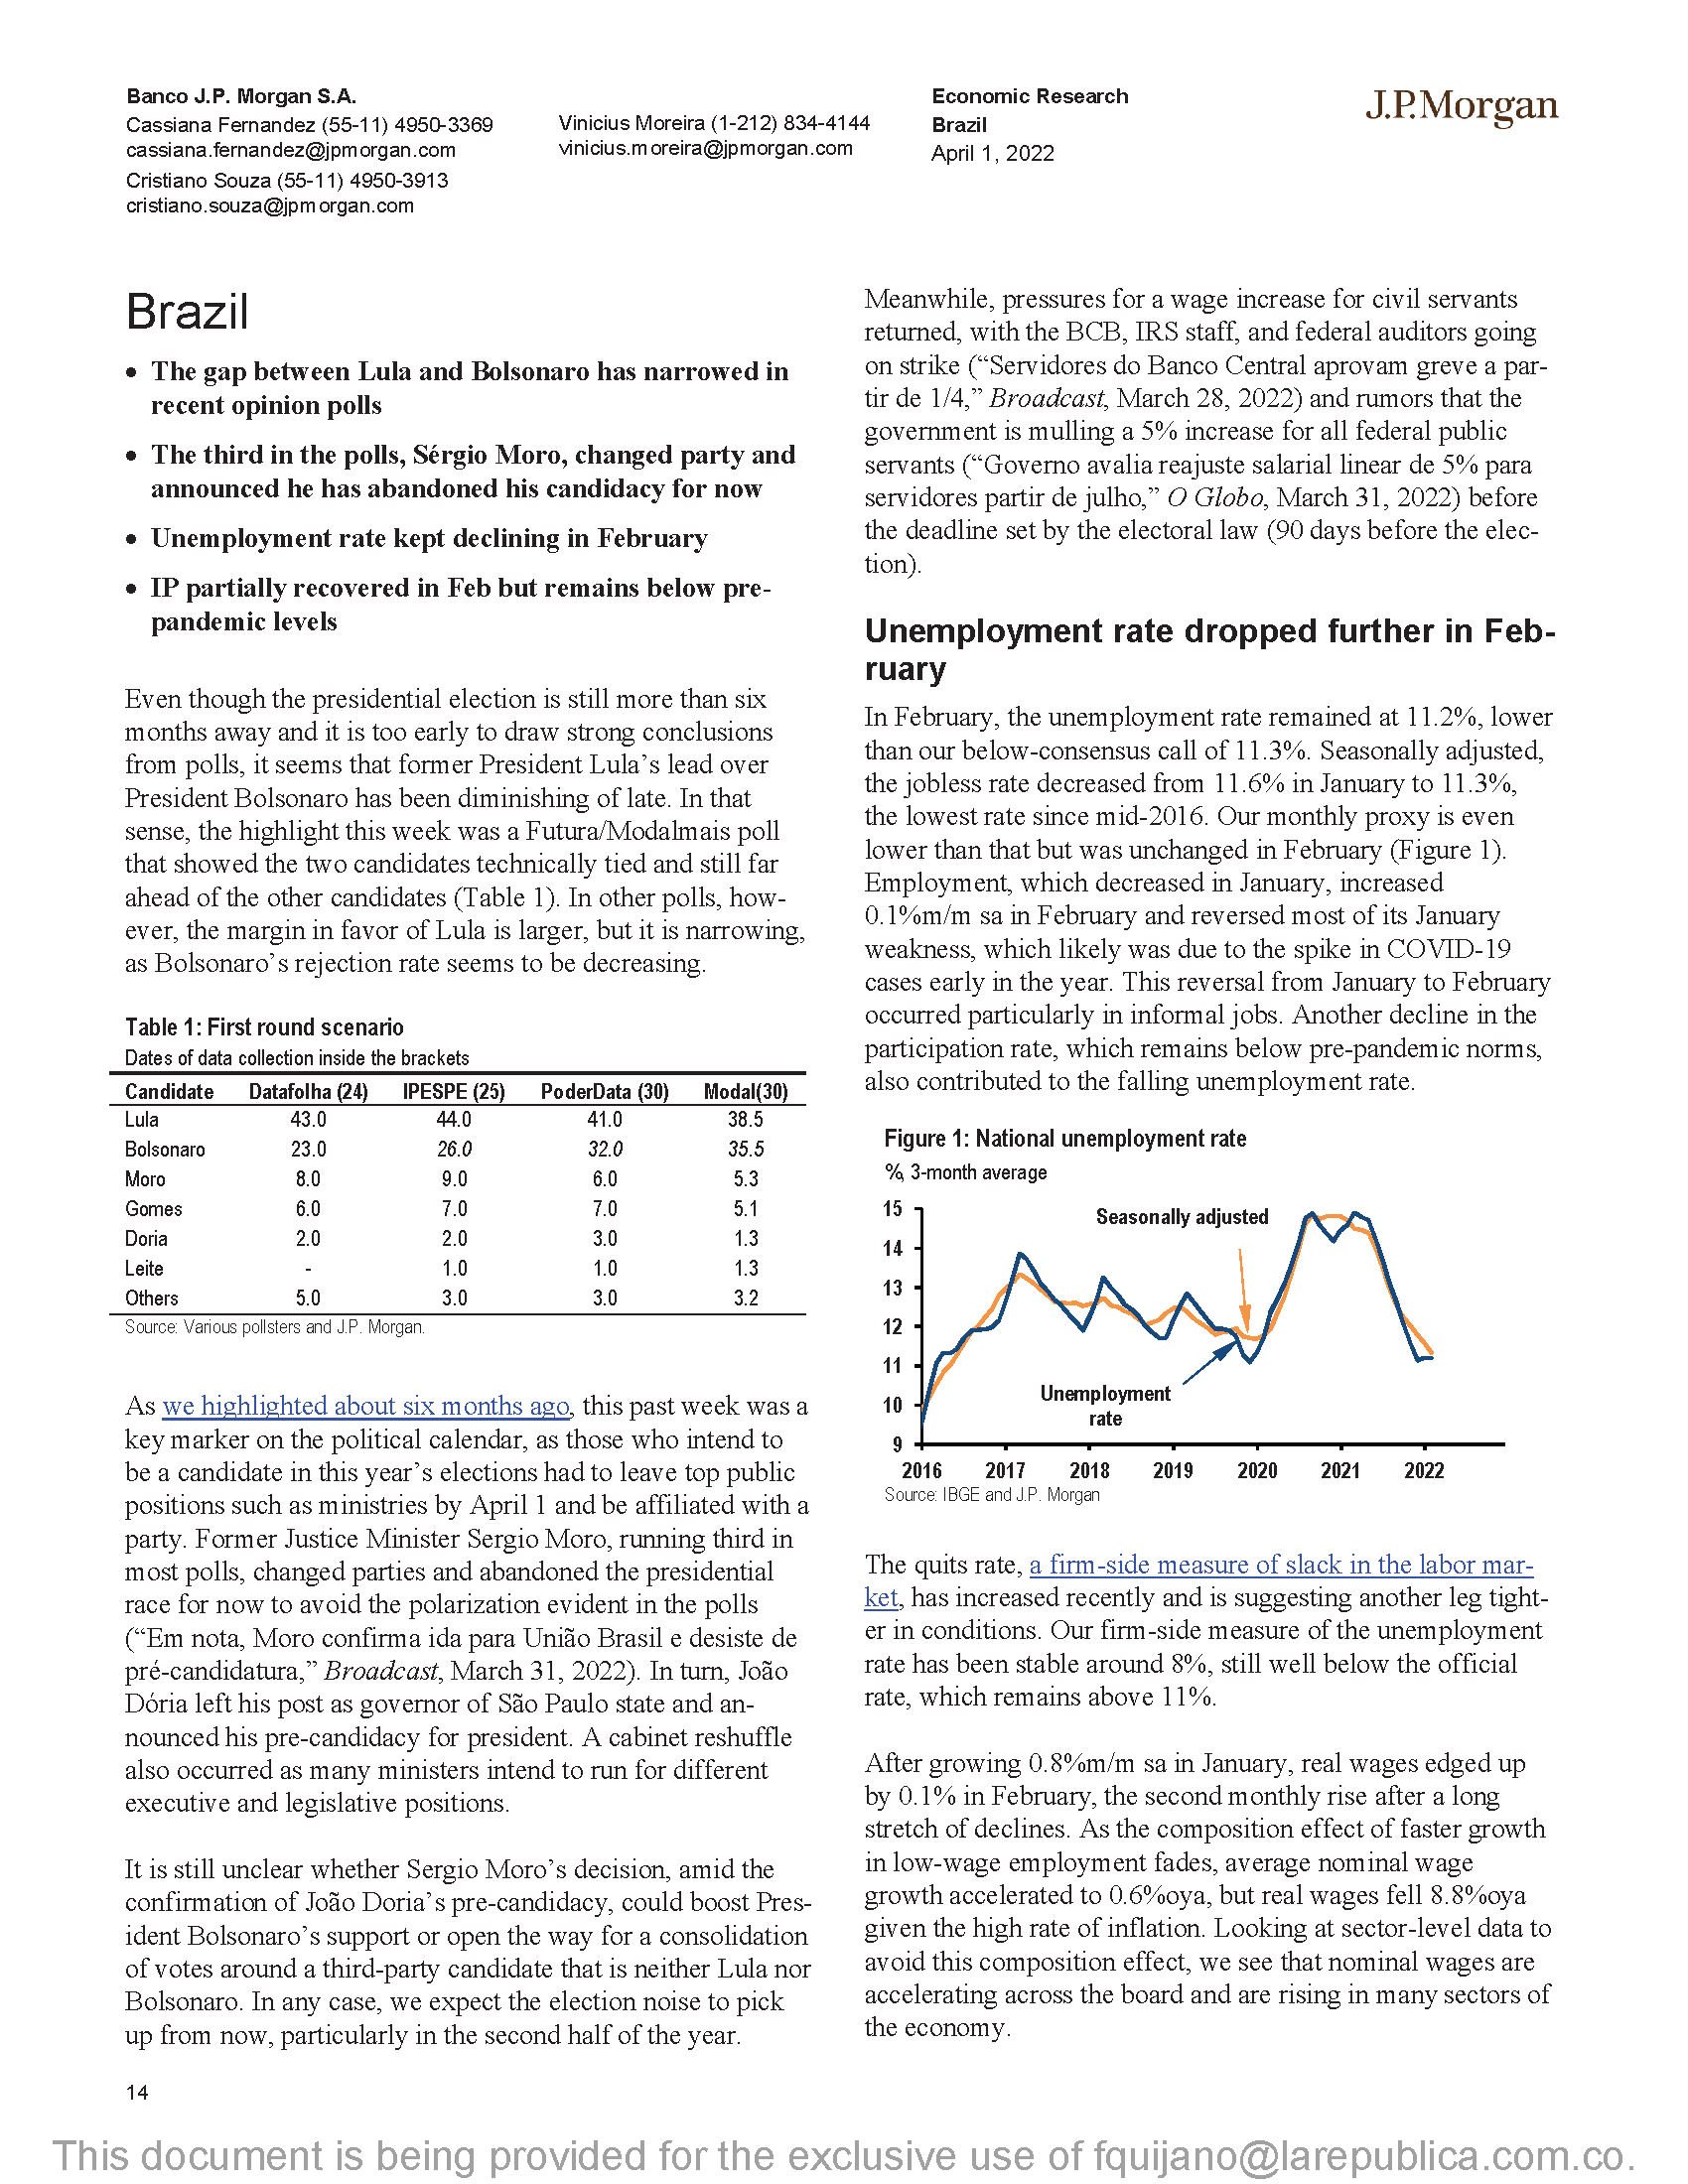 Banco J.P. Morgan S.A.
Cassiana Fernandez (55-11) 4950-3369
cassiana.fernandez@jpmorgan.com
Cristiano Souza (55-11) 4950-3913
cristiano.souza@jpmorgan.com
Vinicius Moreira (1-212) 834-4144
vinicius.moreira@jpmorgan.com
Economic Research
Brazil
April 1, 2022
J.P.Morgan
Brazil
• The gap between Lula and Bolsonaro has narrowed in
recent opinion polls
• The third in the polls, Sérgio Moro, changed party and
announced he has abandoned his candidacy for now
• Unemployment rate kept declining in February
• IP partially recovered in Feb but remains below pre-
pandemic levels
Even though the presidential election is still more than six
months away and it is too early to draw strong conclusions
from polls, it seems that former President Lula's lead over
President Bolsonaro has been diminishing of late. In that
sense, the highlight this week was a Futura/Modalmais poll
that showed the two candidates technically tied and still far
ahead of the other candidates (Table 1). In other polls, how-
ever, the margin in favor of Lula is larger, but it is narrowing,
as Bolsonaro's rejection rate seems to be decreasing.
Table 1: First round scenario
Dates of data collection inside the brackets
Candidate Datafolha (24) IPESPE (25) PoderData (30) Modal(30)
Lula 43.0 44.0 41.0 38.5
Bolsonaro 23.0 26.0 32.0 35.5
Moro 8.0 9.0 6.0 5.3
Gomes 6.0 7.0 7.0 5.1
Doria 2.0 2.0 3.0 1.3
Leite - 1.0 1.0 1.3
Others 5.0 3.0 3.0 3.2
Source: Various pollsters and J.P. Morgan.
As we highlighted about six months ago, this past week was a
key marker on the political calendar, as those who intend to
be a candidate in this year's elections had to leave top public
positions such as ministries by April 1 and be affiliated with a
party. Former Justice Minister Sergio Moro, running third in
most polls, changed parties and abandoned the presidential
race for now to avoid the polarization evident in the polls
("Em nota, Moro confirma ida para União Brasil e desiste de
pré-candidatura," Broadcast, March 31, 2022). In turn, João
Dória left his post as governor of São Paulo state and an-
nounced his pre-candidacy for president. A cabinet reshuffle
also occurred as many ministers intend to run for different
executive and legislative positions.
It is still unclear whether Sergio Moro's decision, amid the
confirmation of João Doria's pre-candidacy, could boost Pres-
ident Bolsonaro's support or open the way for a consolidation
of votes around a third-party candidate that is neither Lula nor
Bolsonaro. In any case, we expect the election noise to pick
up from now, particularly in the second half of the year.
Meanwhile, pressures for a wage increase for civil servants
returned, with the BCB, IRS staff, and federal auditors going
on strike ("Servidores do Banco Central aprovam greve a par-
tir de 1/4," Broadcast, March 28, 2022) and rumors that the
government is mulling a 5% increase for all federal public
servants ("Governo avalia reajuste salarial linear de 5% para
servidores partir de julho," O Globo, March 31, 2022) before
the deadline set by the electoral law (90 days before the elec-
tion).
Unemployment rate dropped further in Feb-
ruary
In February, the unemployment rate remained at 11.2%, lower
than our below-consensus call of 11.3%. Seasonally adjusted,
the jobless rate decreased from 11.6% in January to 11.3%,
the lowest rate since mid-2016. Our monthly proxy is even
lower than that but was unchanged in February (Figure 1).
Employment, which decreased in January, increased
0.1%m/m sa in February and reversed most of its January
weakness, which likely was due to the spike in COVID-19
cases early in the year. This reversal from January to February
occurred particularly in informal jobs. Another decline in the
participation rate, which remains below pre-pandemic norms,
also contributed to the falling unemployment rate.
Figure 1: National unemployment rate
%, 3-month average
15
14
13
12
11
10
9
Seasonally adjusted
Unemployment
rate
2016 2017 2018 2019 2020 2021 2022
Source: IBGE and J.P. Morgan
The quits rate, a firm-side measure of slack in the labor mar-
ket, has increased recently and is suggesting another leg tight-
er in conditions. Our firm-side measure of the unemployment
rate has been stable around 8%, still well below the official
rate, which remains above 11%.
After growing 0.8%m/m sa in January, real wages edged up
by 0.1% in February, the second monthly rise after a long
stretch of declines. As the composition effect of faster growth
in low-wage employment fades, average nominal wage
growth accelerated to 0.6%oya, but real wages fell 8.8%oya
given the high rate of inflation. Looking at sector-level data to
avoid this composition effect, we see that nominal wages are
accelerating across the board and are rising in many sectors of
the economy.
14
This document is being provided for the exclusive use of fquijano@larepublica.com.co.